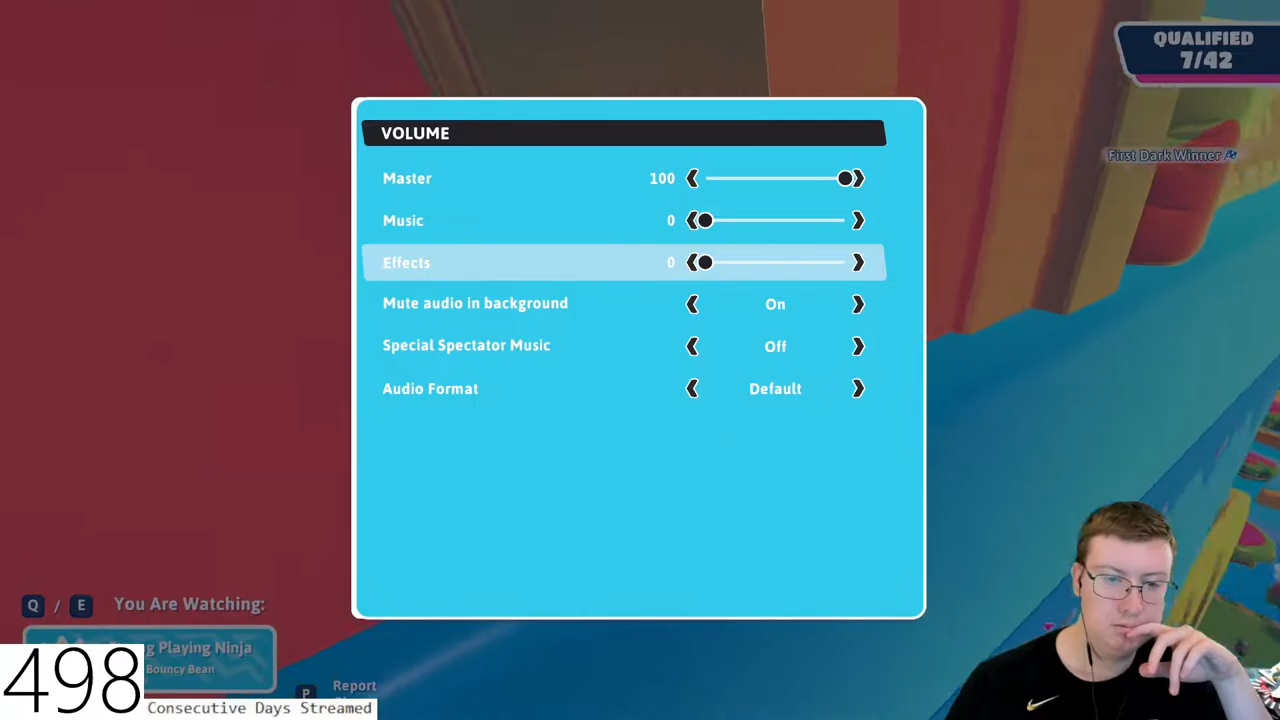 QUALIFIED
7/42
First Dark Winner
VOLUME
Master 100
Music 0
Effects 0
Mute audio in background On
Special Spectator Music Off
Audio Format Default
Q / E You Are Watching:
Playing Ninja
Bouncy Bean
P Report
498 Consecutive Days Streamed